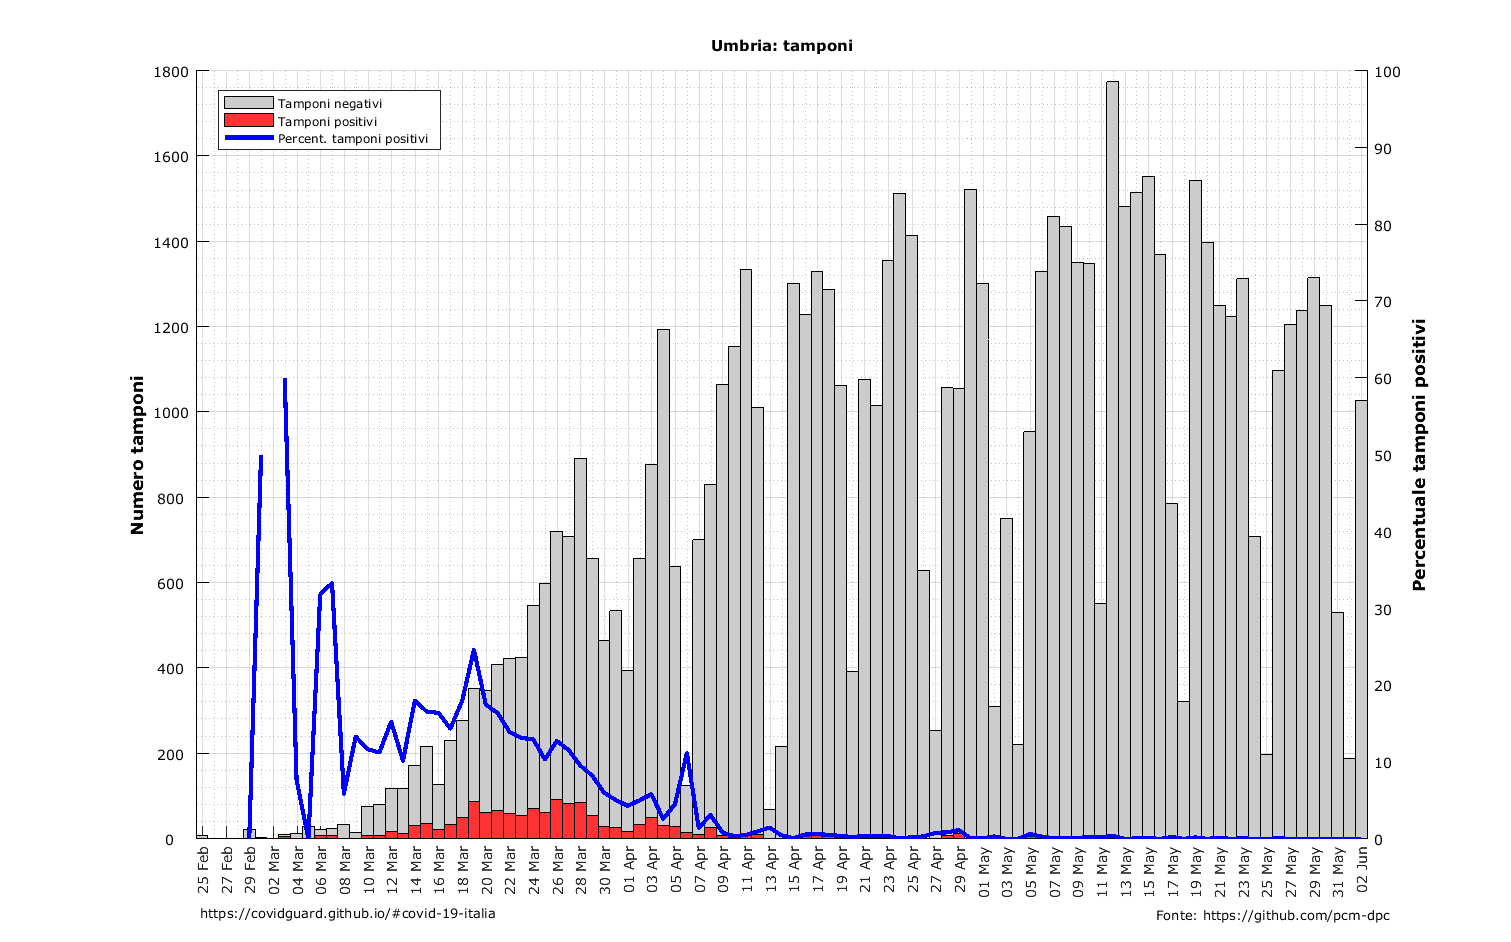 Umbria: tamponi
1800
1600
1400
1200
1000
800
600
400
200
0
Numero tamponi
Tamponi negativi
Tamponi positivi
Percent. tamponi positivi
100
90
80
70
60
50
40
30
20
10
0
Percentuale tamponi positivi
25 Feb
27 Feb
29 Feb
02 Mar
04 Mar
06 Mar
08 Mar
10 Mar
12 Mar
14 Mar
16 Mar
18 Mar
20 Mar
22 Mar
24 Mar
26 Mar
28 Mar
30 Mar
01 Apr
03 Apr
05 Apr
07 Apr
09 Apr
11 Apr
13 Apr
15 Apr
17 Apr
19 Apr
21 Apr
23 Apr
25 Apr
27 Apr
29 Apr
01 May
03 May
05 May
07 May
09 May
11 May
13 May
15 May
17 May
19 May
21 May
23 May
25 May
27 May
29 May
31 May
02 Jun
https://covidguard.github.io/#covid-19-italia
Fonte: https://github.com/pcm-dpc